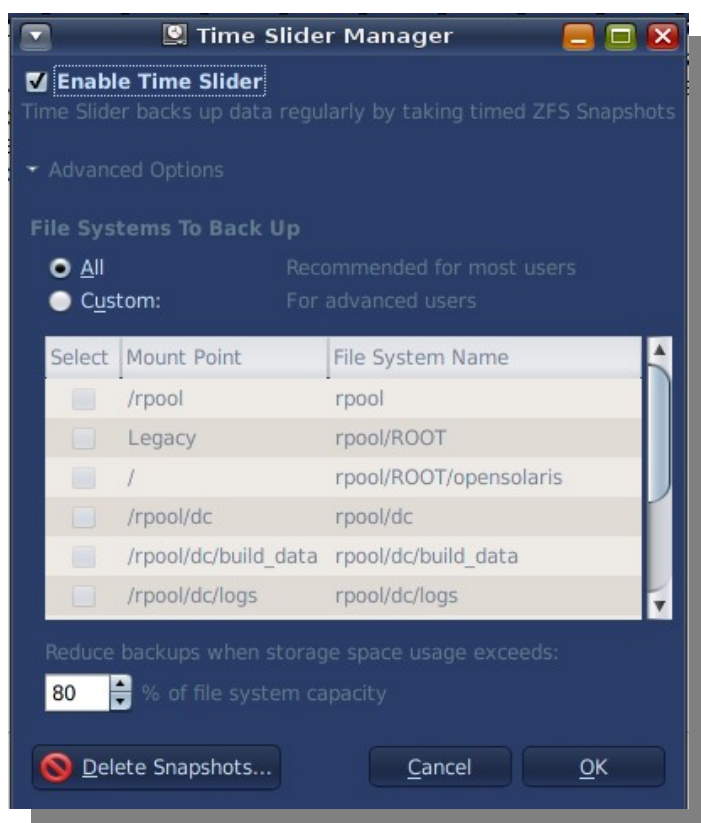 Time Slider Manager
Enable Time Slider
Time Slider backs up data regularly by taking timed ZFS Snapshots
Advanced Options
File Systems To Back Up
All Recommended for most users
Custom: For advanced users
Select Mount Point File System Name
/rpool rpool
Legacy rpool/ROOT
/ rpool/ROOT/opensolaris
/rpool/dc rpool/dc
/rpool/dc/build_data rpool/dc/build_data
/rpool/dc/logs rpool/dc/logs
Reduce backups when storage space usage exceeds:
80 % of file system capacity
Delete Snapshots... Cancel OK